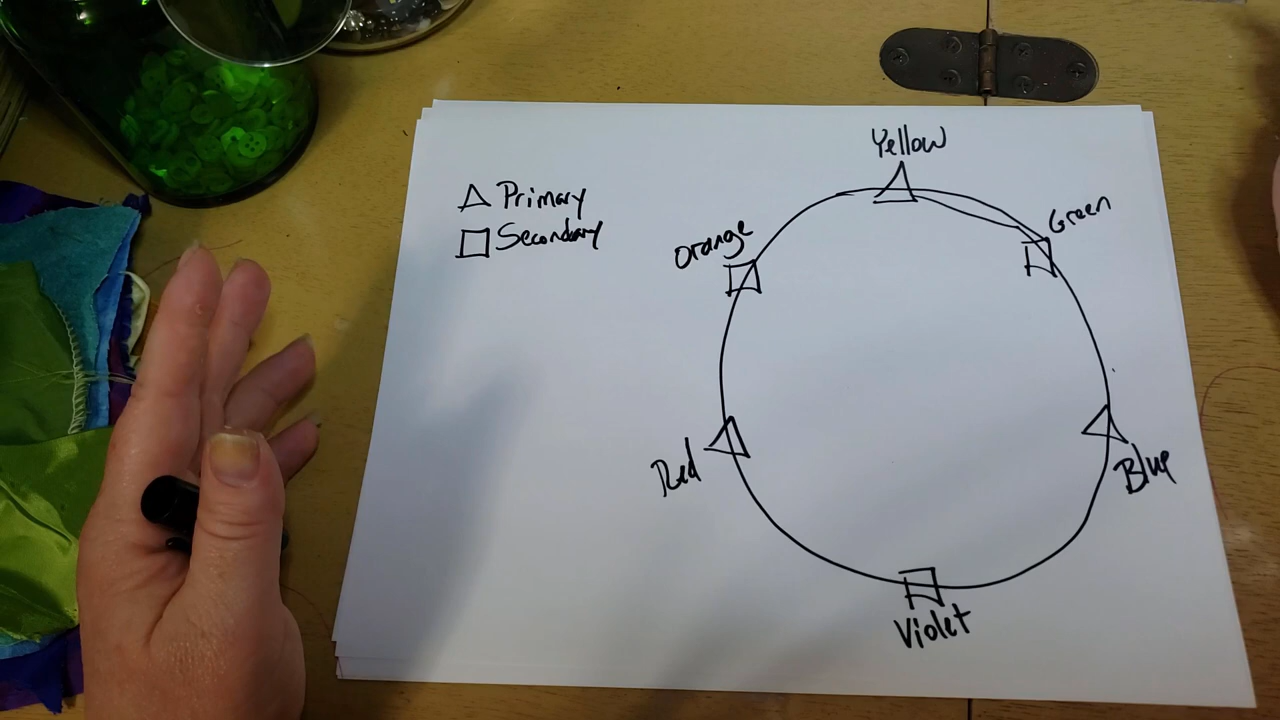 Primary
Secondary
Yellow
Green
Orange
Red
Blue
Violet